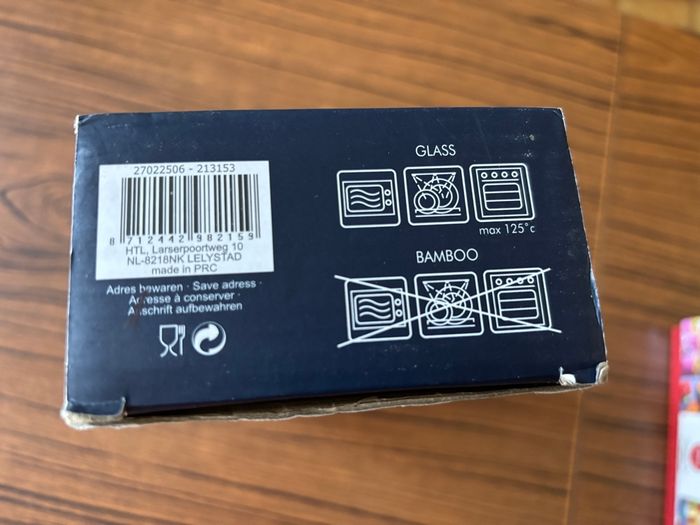 27022506 - 213153
8 712442 982159
HTL, Larserpoortweg 10
NL-8218NK LELYSTAD
made in PRC
Adres bewaren · Save adress ·
Adresse à conserver ·
Anschrift aufbewahren
GLASS
max 125°c
BAMBOO